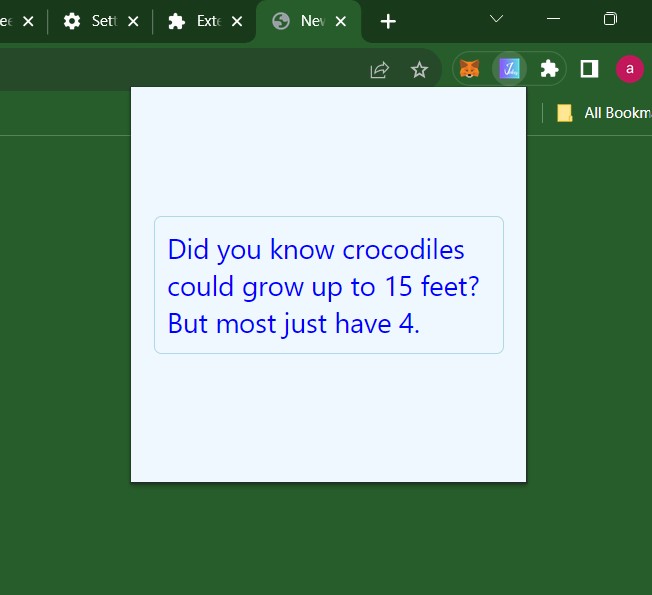 Sett
Exte
New
a
All Bookm
Did you know crocodiles
could grow up to 15 feet?
But most just have 4.